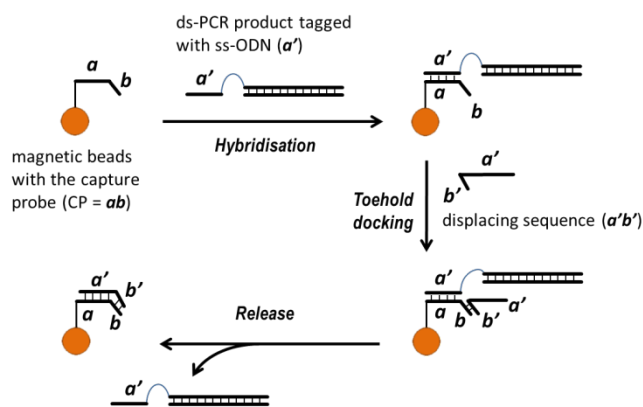 ds-PCR product tagged
with ss-ODN (a′)
a
b
a′
a′
a
b
Hybridisation
magnetic beads
with the capture
probe (CP = ab)
Toehold
docking
a′
b′
displacing sequence (a′b′)
a′
b′
a
b
Release
a′
a
b
b′
a′
a′